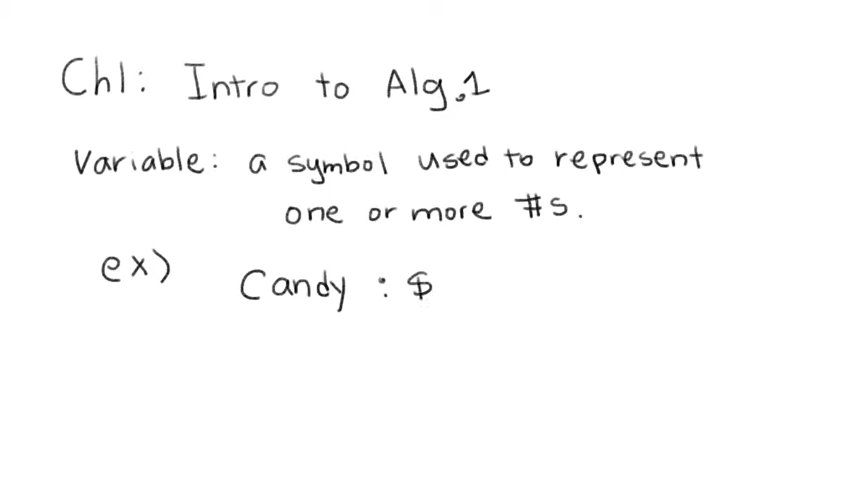 Ch1: Intro to Alg.1
Variable: a symbol used to represent
one or more #s.
ex) Candy : $